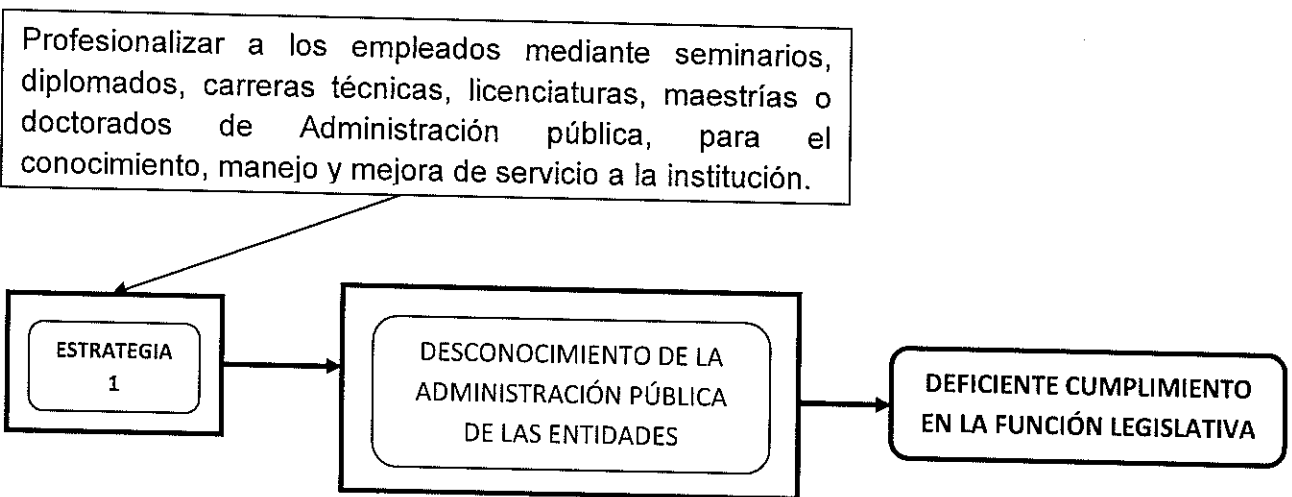 Profesionalizar a los empleados mediante seminarios,
diplomados, carreras técnicas, licenciaturas, maestrías o
doctorados de Administración pública, para el
conocimiento, manejo y mejora de servicio a la institución.
ESTRATEGIA
1
DESCONOCIMIENTO DE LA
ADMINISTRACIÓN PÚBLICA
DE LAS ENTIDADES
DEFICIENTE CUMPLIMIENTO
EN LA FUNCIÓN LEGISLATIVA